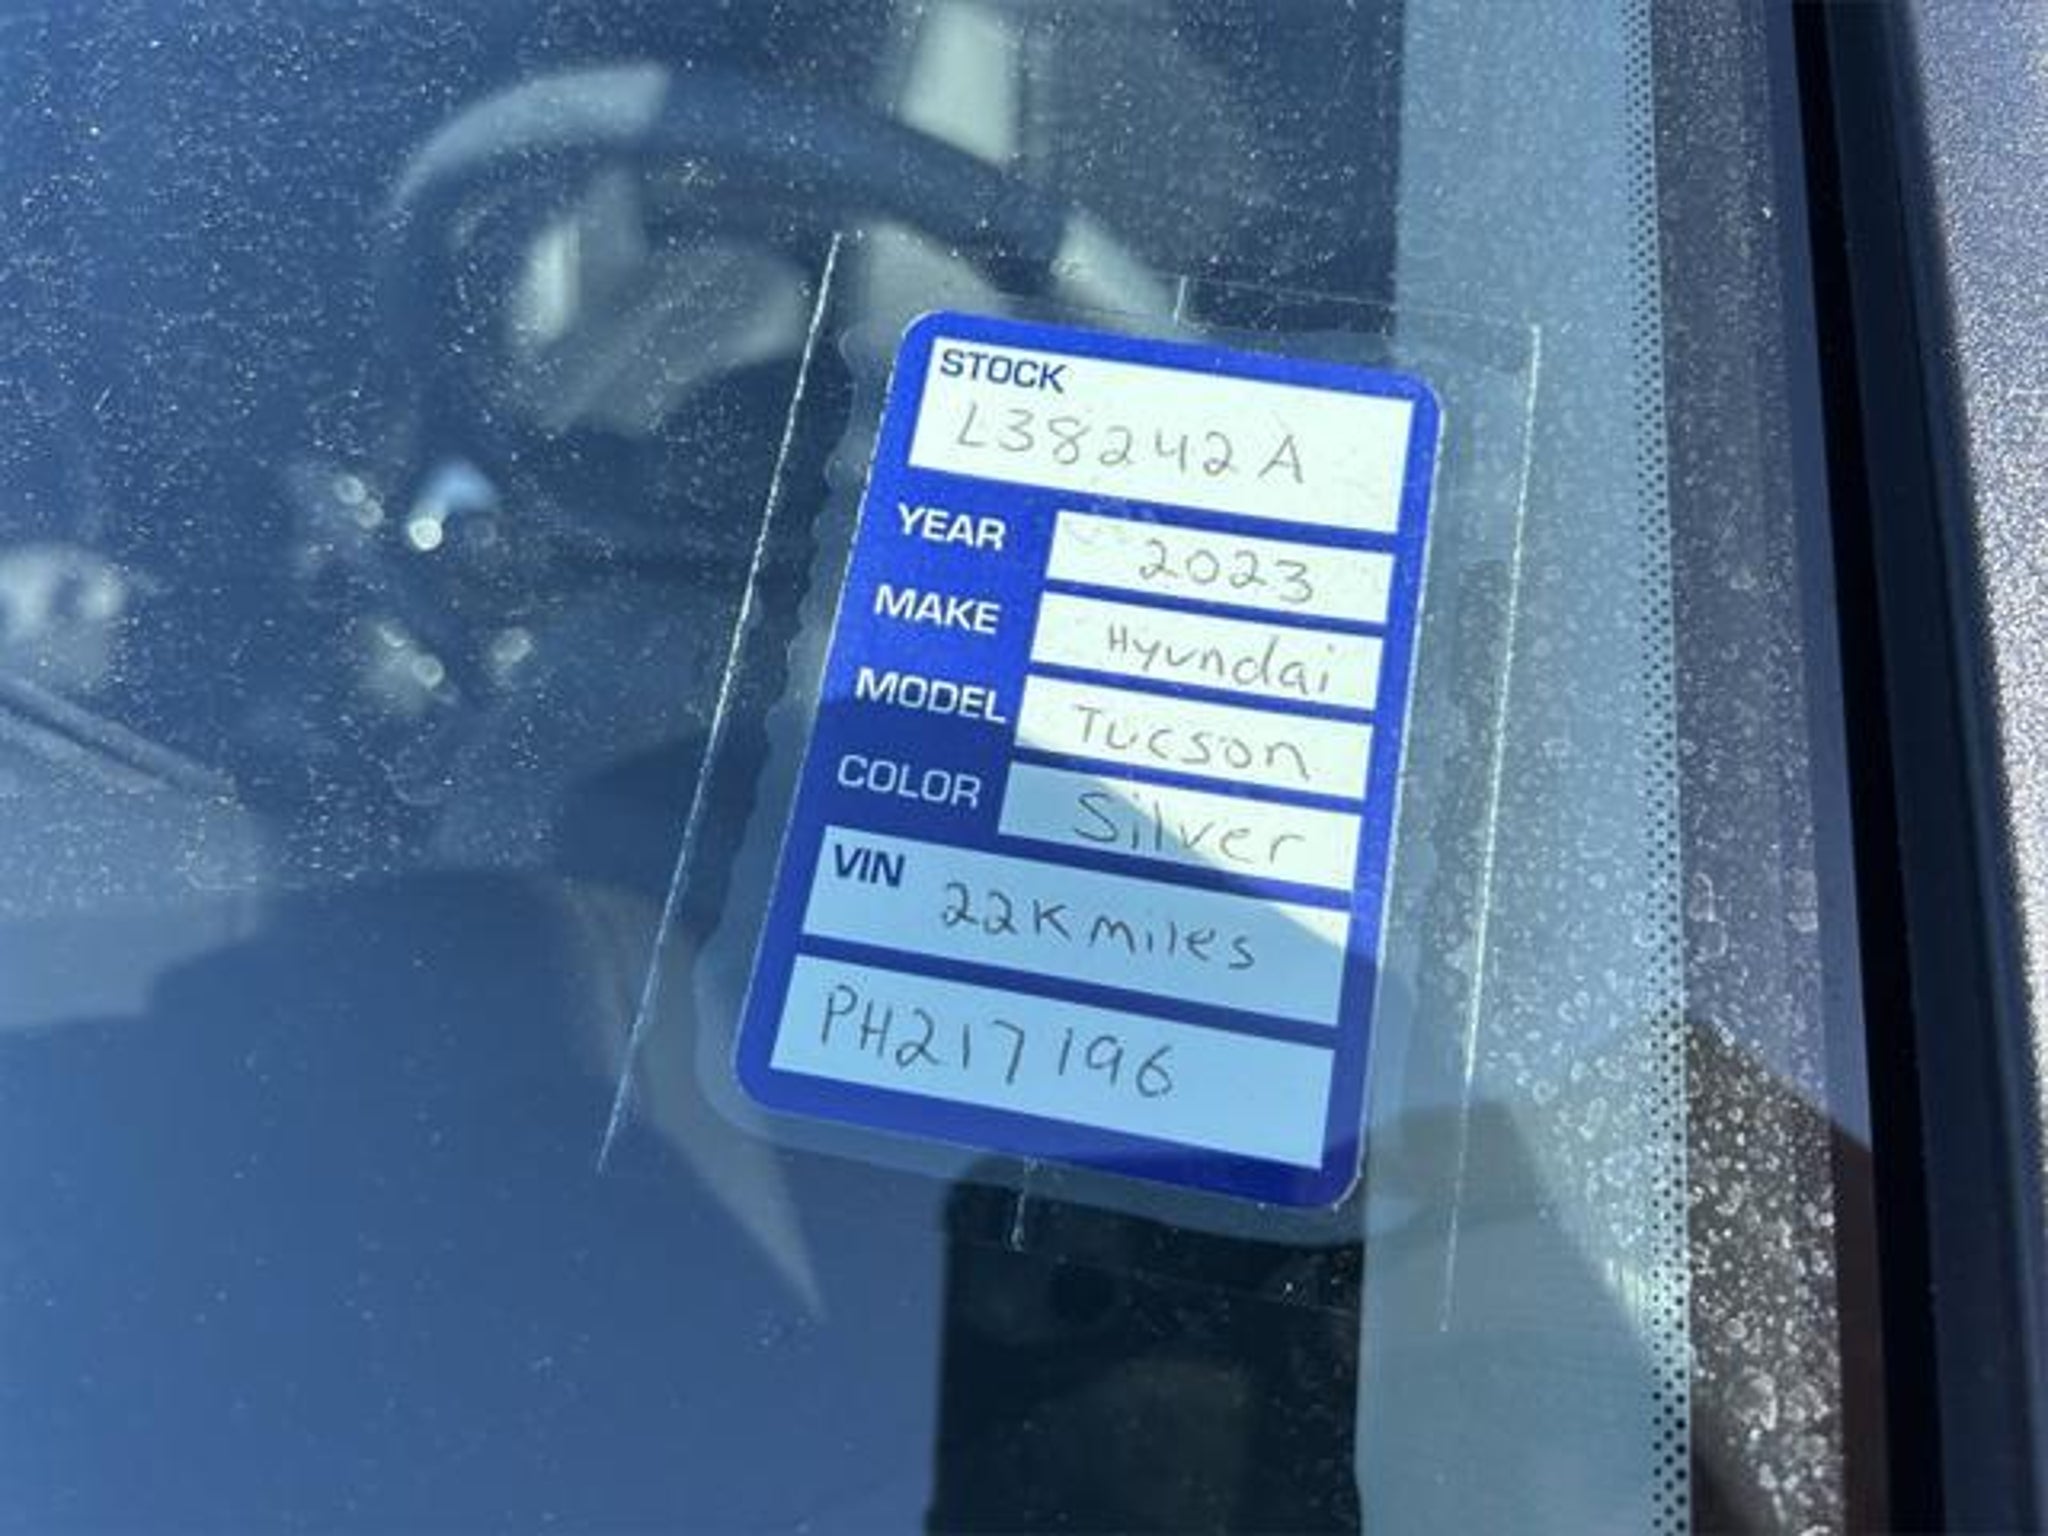 STOCK
L38242A
YEAR 2023
MAKE Hyundai
MODEL Tucson
COLOR Silver
VIN 22K miles
PH217196